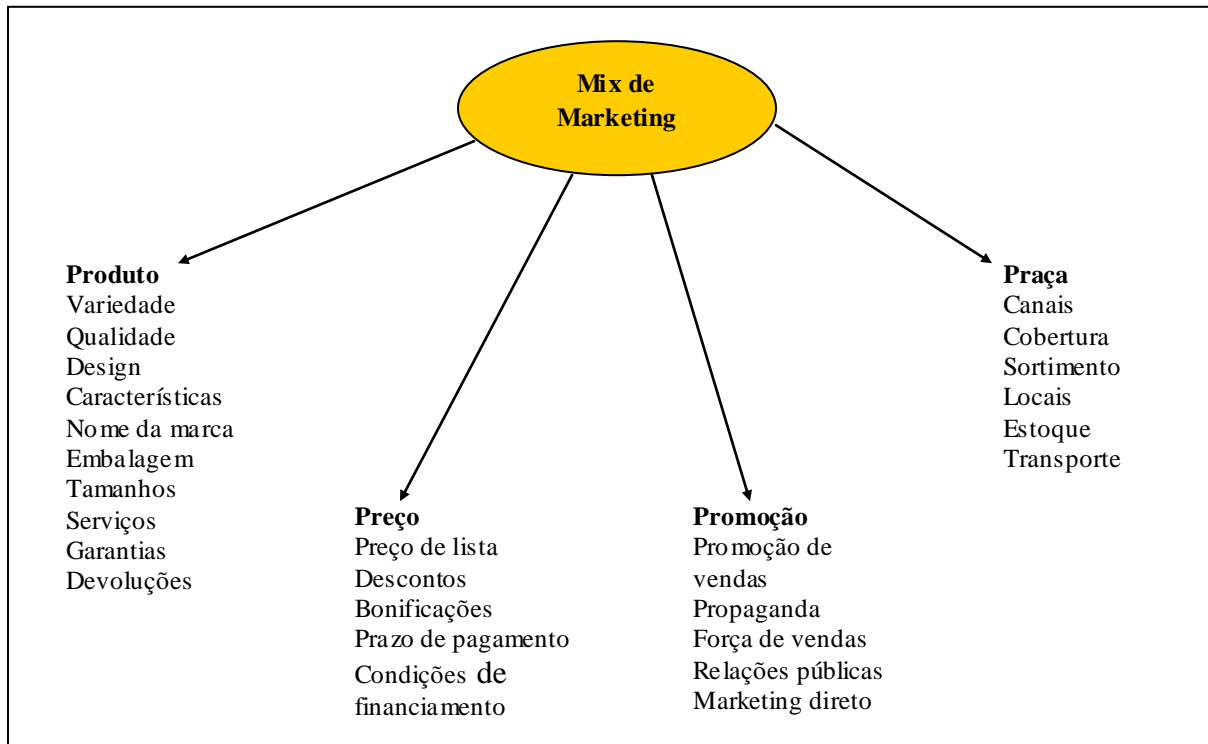 Mix de
Marketing
Produto
Variedade
Qualidade
Design
Características
Nome da marca
Embalagem
Tamanhos
Serviços
Garantias
Devoluções
Preço
Preço de lista
Descontos
Bonificações
Prazo de pagamento
Condições de
financiamento
Promoção
Promoção de
vendas
Propaganda
Força de vendas
Relações públicas
Marketing direto
Praça
Canais
Cobertura
Sortimento
Locais
Estoque
Transporte